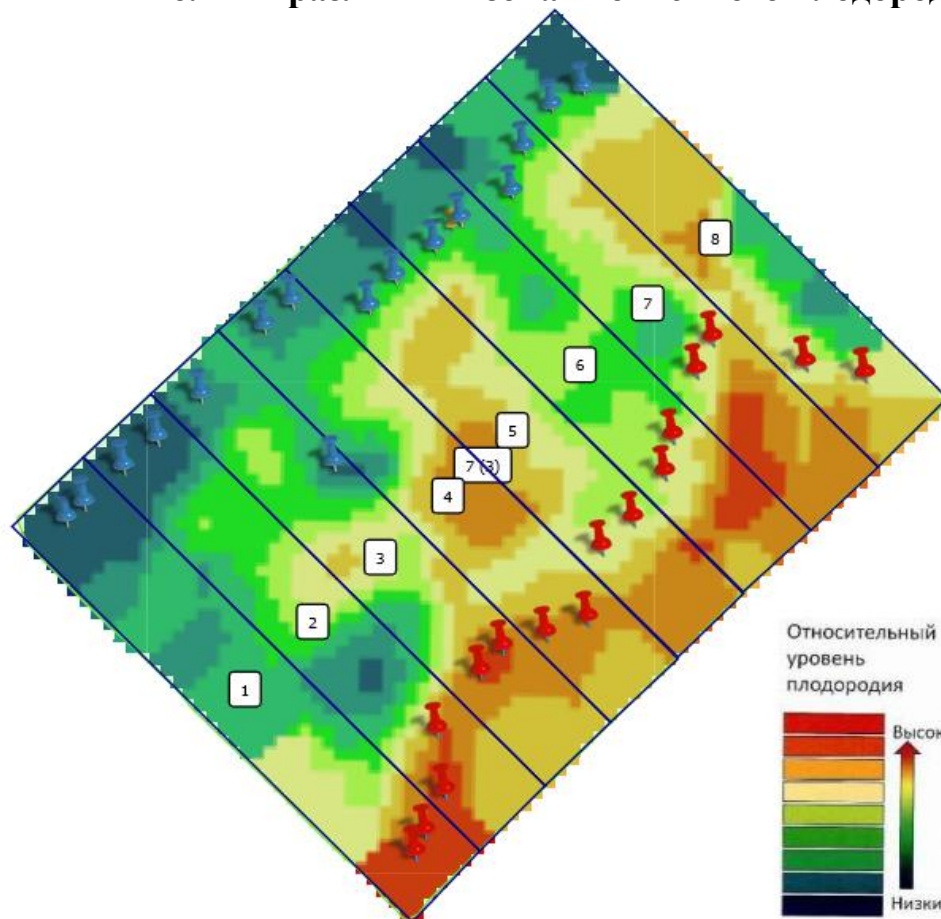 8
7
6
5
7 (3)
4
3
2
1
Относительный
уровень
плодородия
Высок
Низки